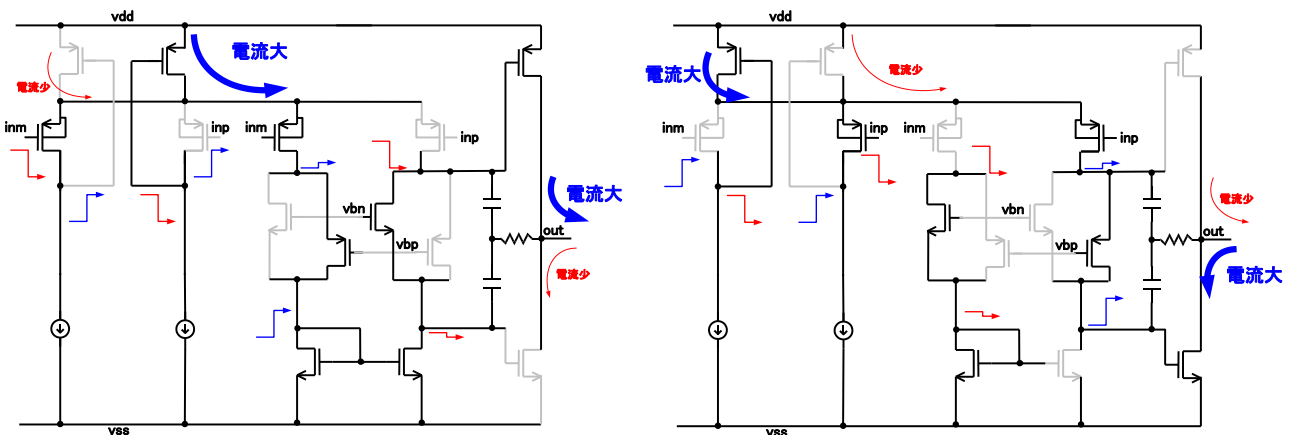 vdd
電流少
電流大
inm
inp
inm
inp
vbn
vbp
電流大
out
電流少
vss
vdd
電流大
電流少
inm
inp
inm
inp
vbn
vbp
電流少
out
電流大
vss